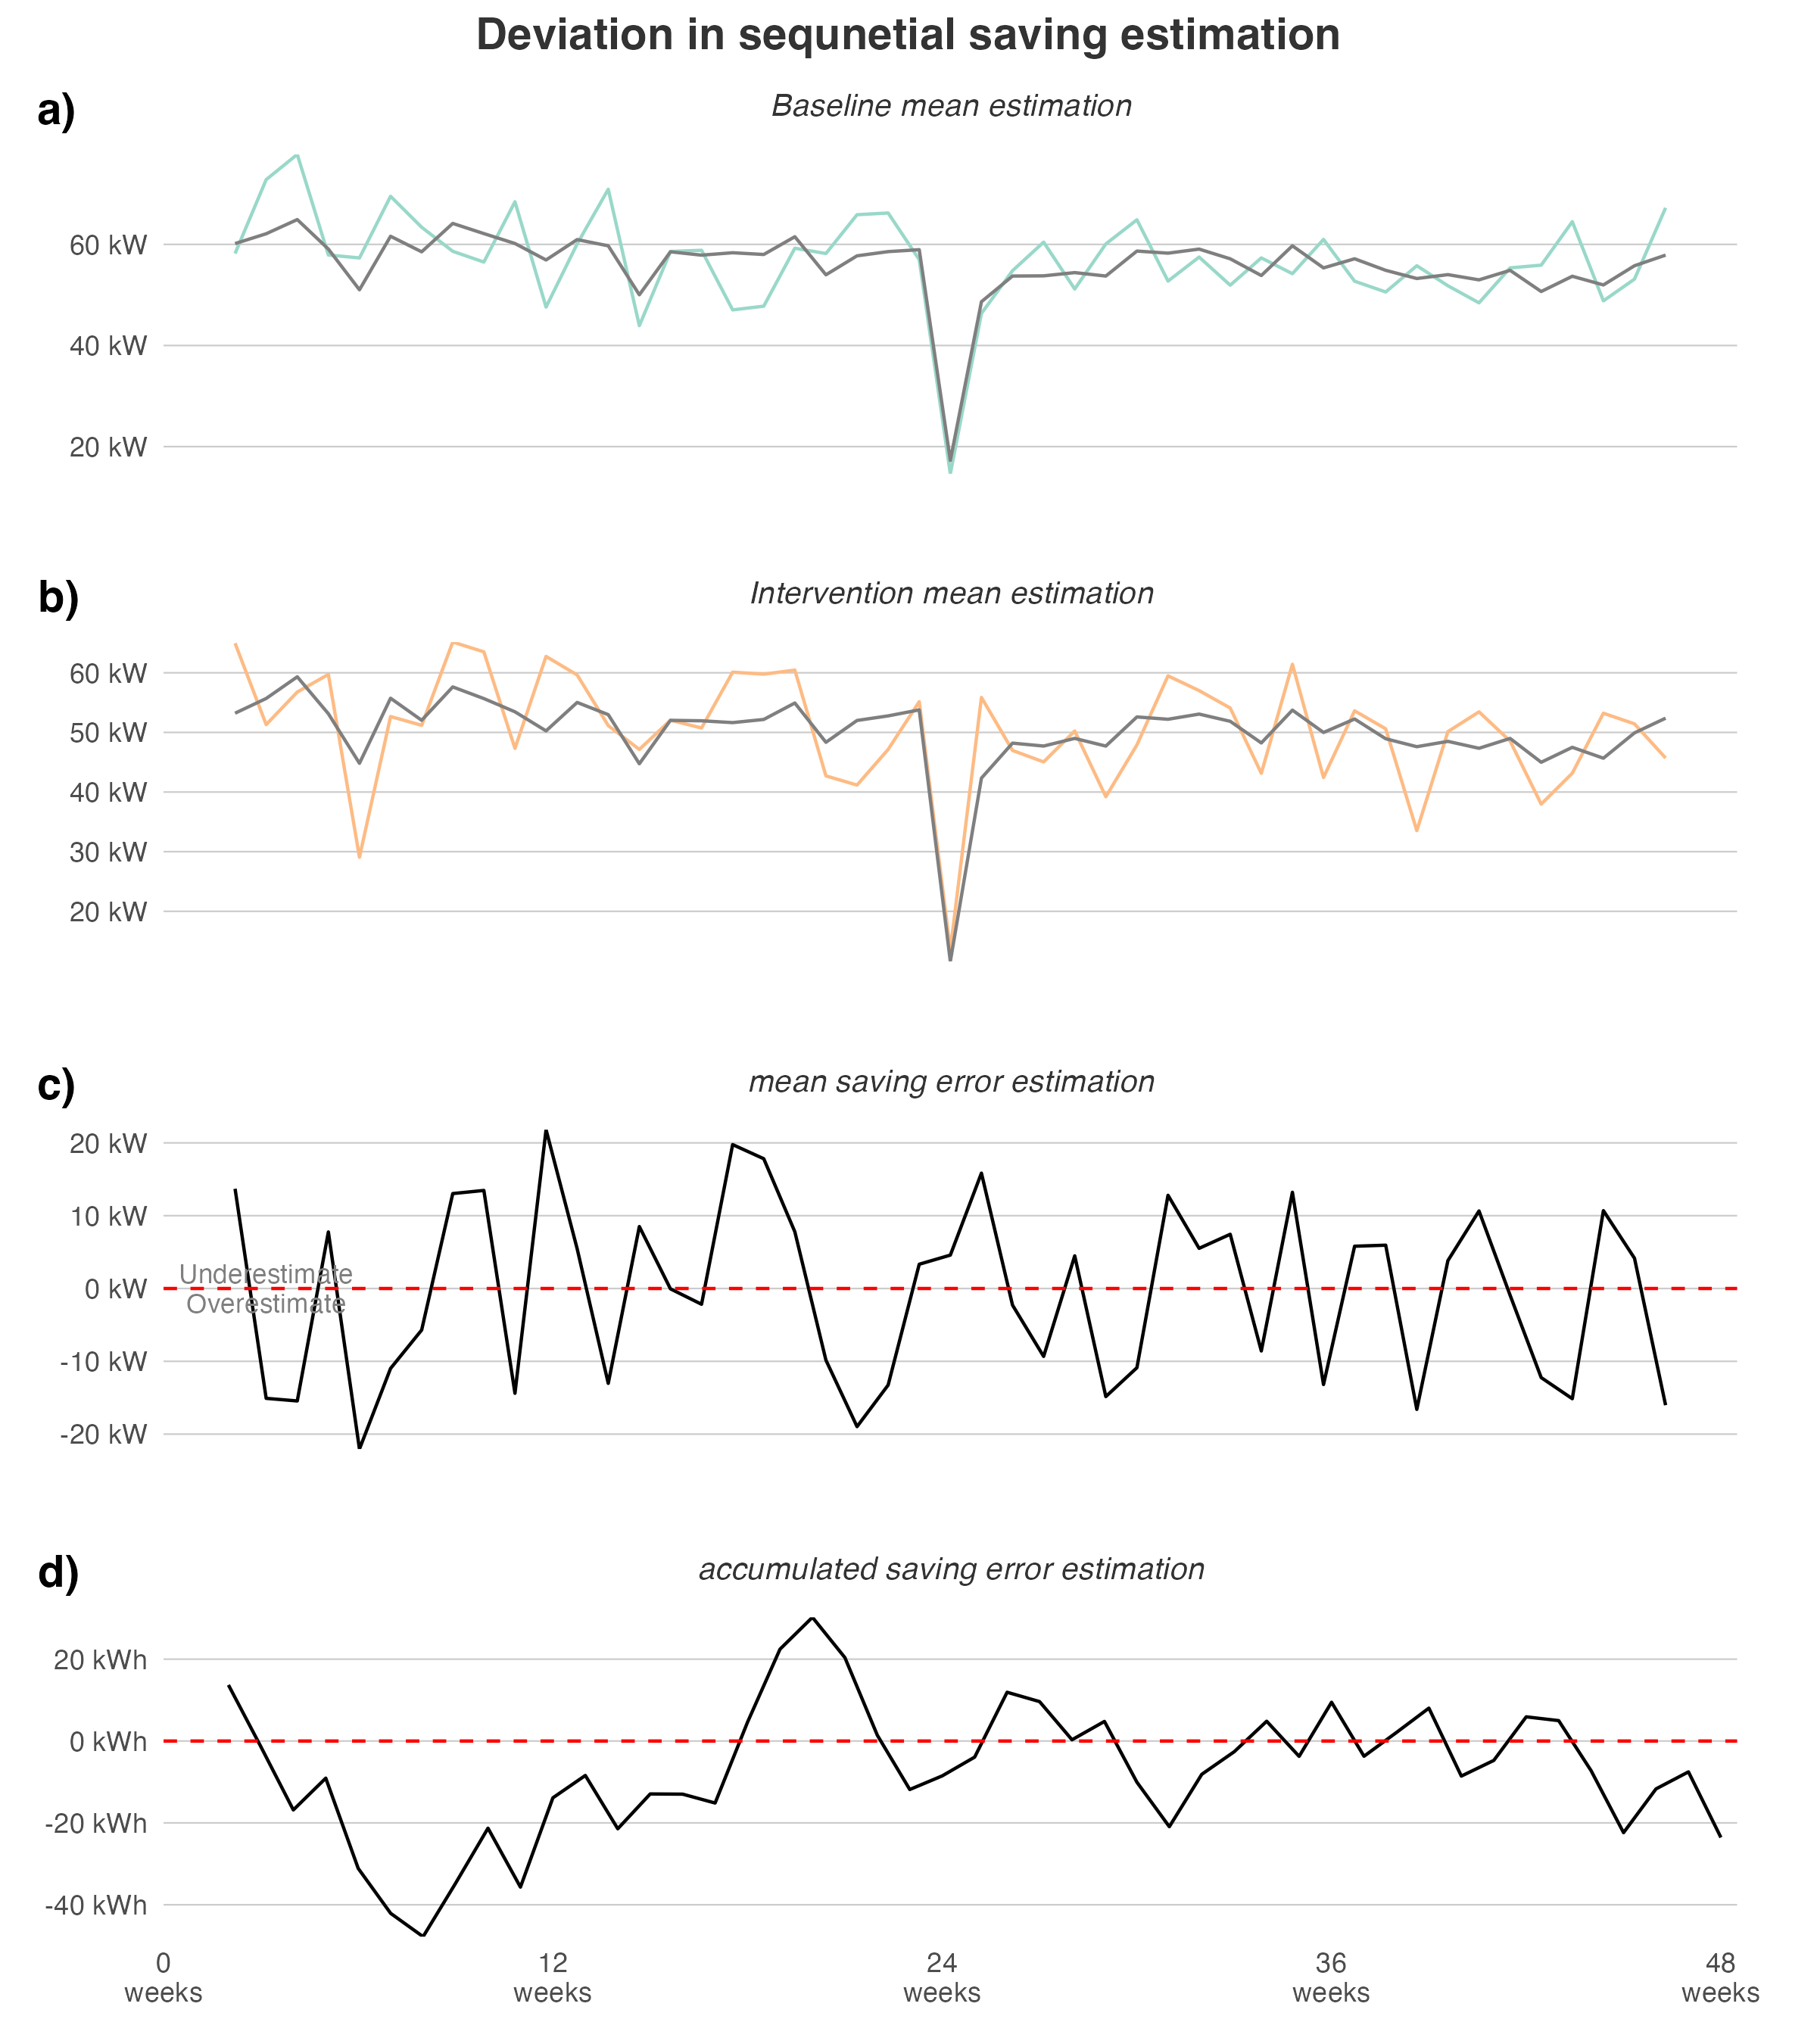 Deviation in sequnetial saving estimation
a)
Baseline mean estimation
60 kW
40 kW
20 kW
b)
Intervention mean estimation
60 kW
50 kW
40 kW
30 kW
20 kW
c)
mean saving error estimation
20 kW
10 kW
Underestimate
0 kW
Overestimate
-10 kW
-20 kW
d)
accumulated saving error estimation
20 kWh
0 kWh
-20 kWh
-40 kWh
0 12 24 36 48
weeks weeks weeks weeks weeks